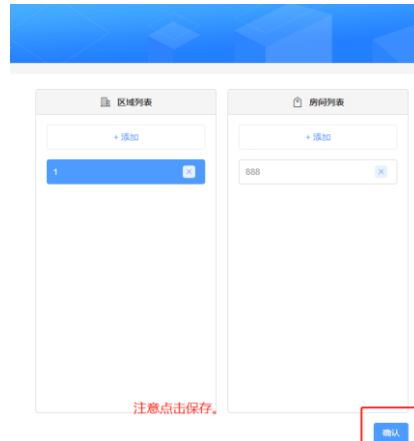 区域列表
房间列表
+ 添加
+ 添加
1
888
注意点击保存。
确认